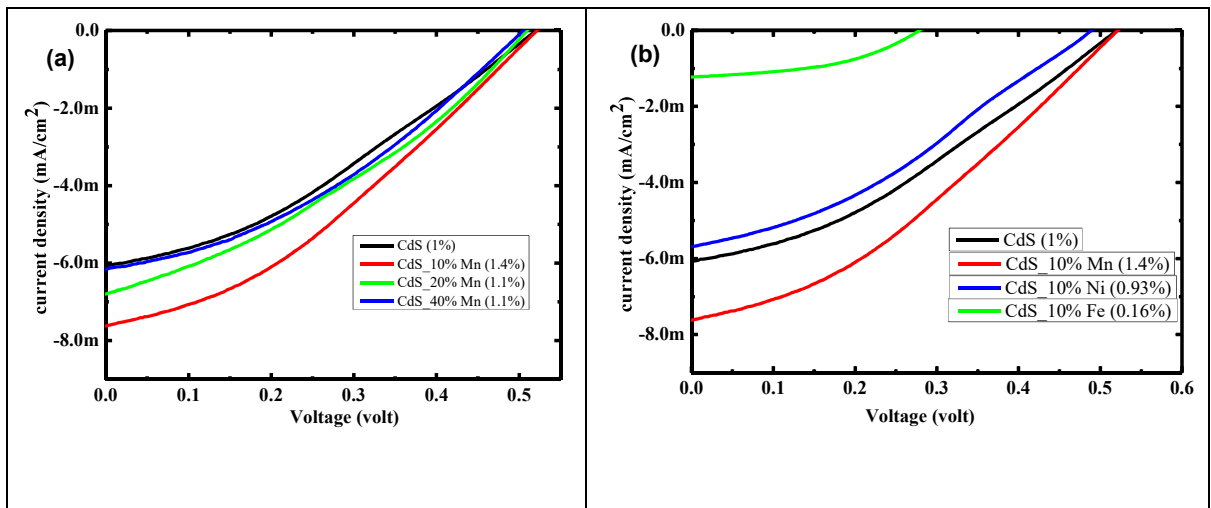 (a)
0.0
-2.0m
-4.0m
-6.0m
-8.0m
current density (mA/cm²)
CdS (1%)
CdS_10% Mn (1.4%)
CdS_20% Mn (1.1%)
CdS_40% Mn (1.1%)
0.0 0.1 0.2 0.3 0.4 0.5
Voltage (volt)
(b)
0.0
-2.0m
-4.0m
-6.0m
-8.0m
current density (mA/cm²)
CdS (1%)
CdS_10% Mn (1.4%)
CdS_10% Ni (0.93%)
CdS_10% Fe (0.16%)
0.0 0.1 0.2 0.3 0.4 0.5 0.6
Voltage (volt)